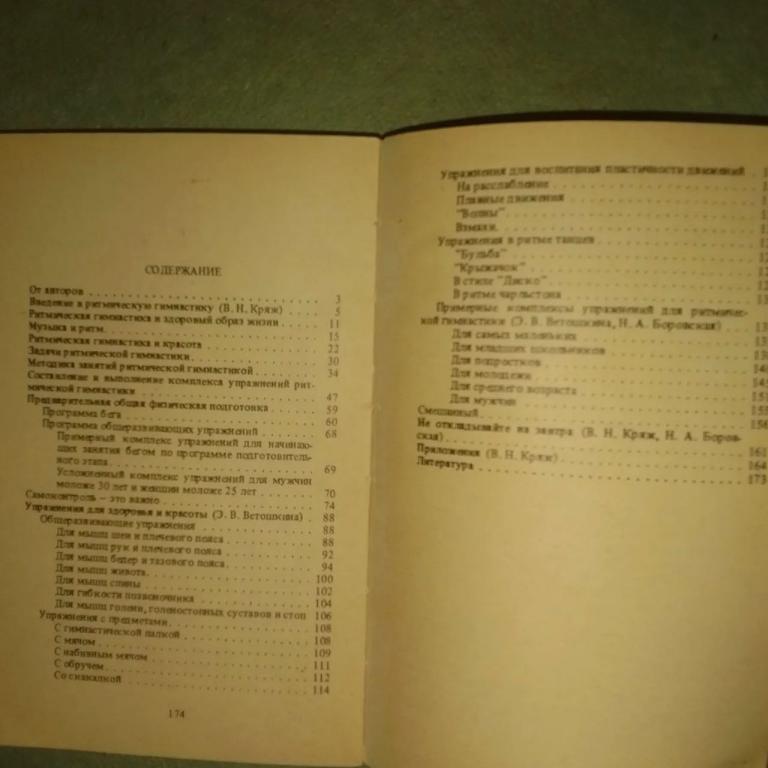 СОДЕРЖАНИЕ
От авторов . . . 3
Введение в ритмическую гимнастику (В. Н. Кряж) . . . 5
Ритмическая гимнастика и здоровый образ жизни . . . 11
Музыка и ритм . . . 15
Ритмическая гимнастика и красота . . . 22
Задачи ритмической гимнастики . . . 30
Методика занятий ритмической гимнастикой . . . 34
Составление и выполнение комплекса упражнений рит-
мической гимнастики . . . 47
Предварительная общая физическая подготовка . . . 59
Программа бега . . . 60
Программа общеразвивающих упражнений . . . 68
Примерный комплекс упражнений для начинаю-
щих занятия бегом по программе подготовитель-
ного этапа . . . 69
Усложненный комплекс упражнений для мужчин
моложе 30 лет и женщин моложе 25 лет . . . 70
Самоконтроль – это важно . . . 74
Упражнения для здоровья и красоты (Э. В. Ветошкина) . 88
Общеразвивающие упражнения . . . 88
Для мышц шеи и плечевого пояса . . . 88
Для мышц рук и плечевого пояса . . . 92
Для мышц бедер и тазового пояса . . . 94
Для мышц живота . . . 100
Для мышц спины . . . 102
Для гибкости позвоночника . . . 104
Для мышц голени, голеностопных суставов и стоп 106
Упражнения с предметами . . . 108
С гимнастической палкой . . . 108
С мячом . . . 109
С набивным мячом . . . 111
С обручем . . . 112
Со скакалкой . . . 114
174
Упражнения для воспитания пластичности движений
На расслабление
Плавные движения
"Волны"
Взмахи
Упражнения в ритме танцев
"Бульба"
"Крыжачок"
В стиле "Диско"
В ритме чарльстона
Примерные комплексы упражнений для ритмичес-
кой гимнастики (Э. В. Ветошкина, Н. А. Боровская)
Для самых маленьких
Для младших школьников
Для подростков
Для молодежи
Для среднего возраста
Для мужчин
Смешинный
Не откладывайте на завтра (В. Н. Кряж, Н. А. Боров-
ская) . . . 161
Приложения (В. Н. Кряж) . . . 164
Литература . . . 173